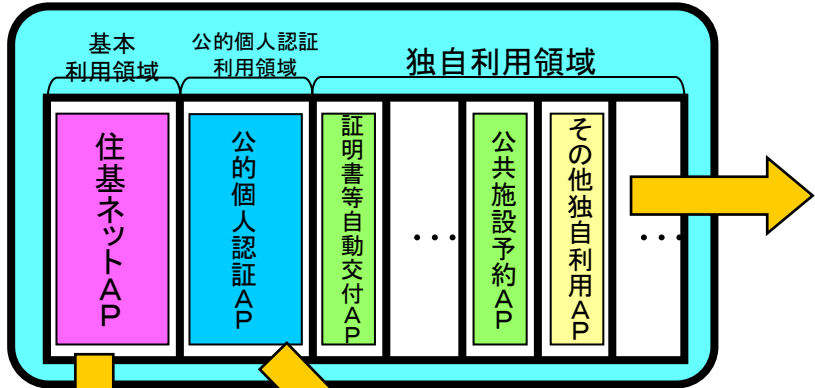 基本
利用領域
公的個人認証
利用領域
独自利用領域
住基ネットAP
公的個人認証AP
証明書等自動交付AP
・・・
公共施設予約AP
その他独自利用AP
・・・